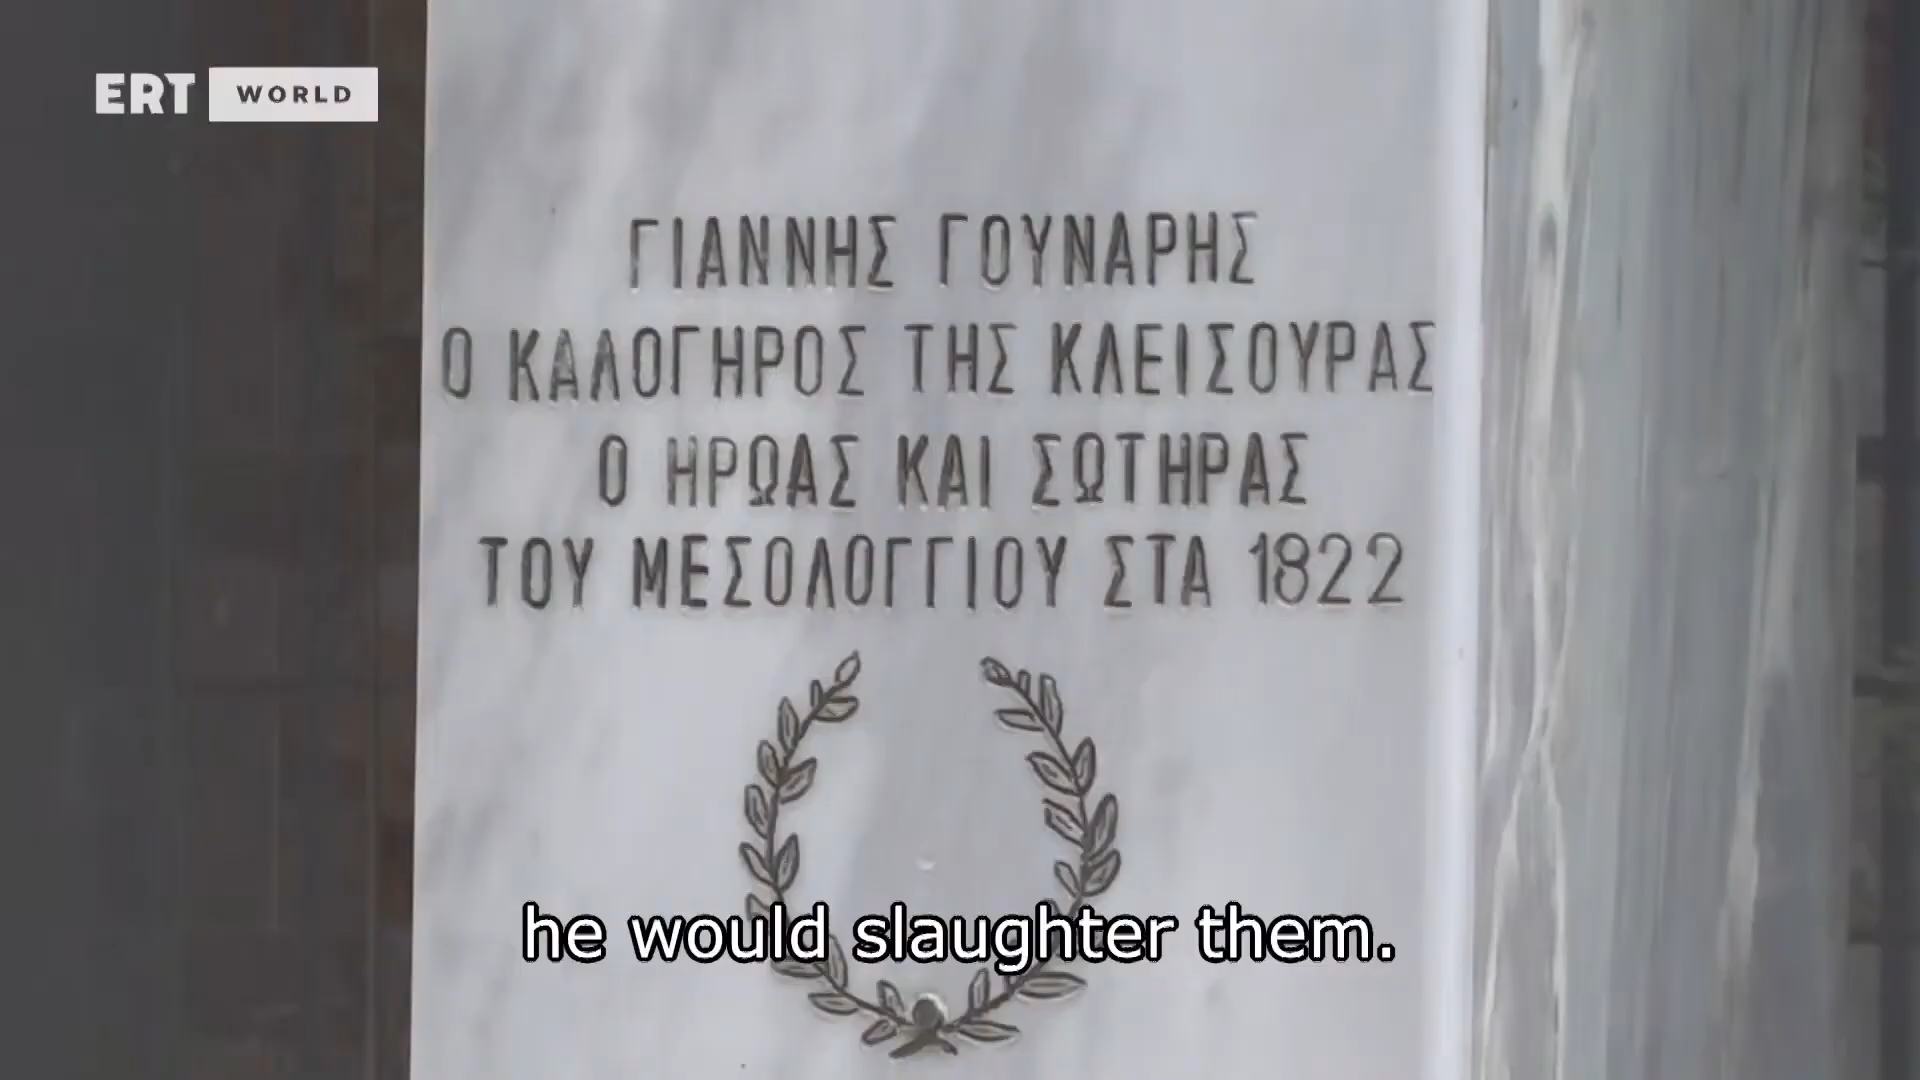 ERT WORLD
ΓΙΑΝΝΗΣ ΓΟΥΝΑΡΗΣ
Ο ΚΑΛΟΓΗΡΟΣ ΤΗΣ ΚΛΕΙΣΟΥΡΑΣ
Ο ΗΡΩΑΣ ΚΑΙ ΣΩΤΗΡΑΣ
ΤΟΥ ΜΕΣΟΛΟΓΓΙΟΥ ΣΤΑ 1822
he would slaughter them.